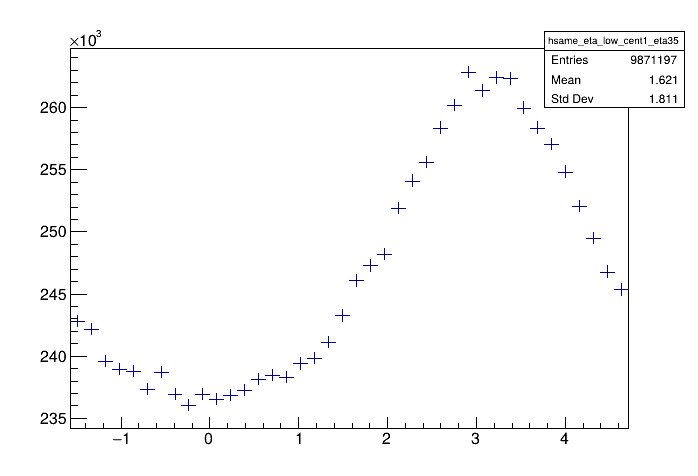 ×10³
hsame_eta_low_cent1_eta35
Entries 9871197
Mean 1.621
Std Dev 1.811
260
255
250
245
240
235
−1 0 1 2 3 4